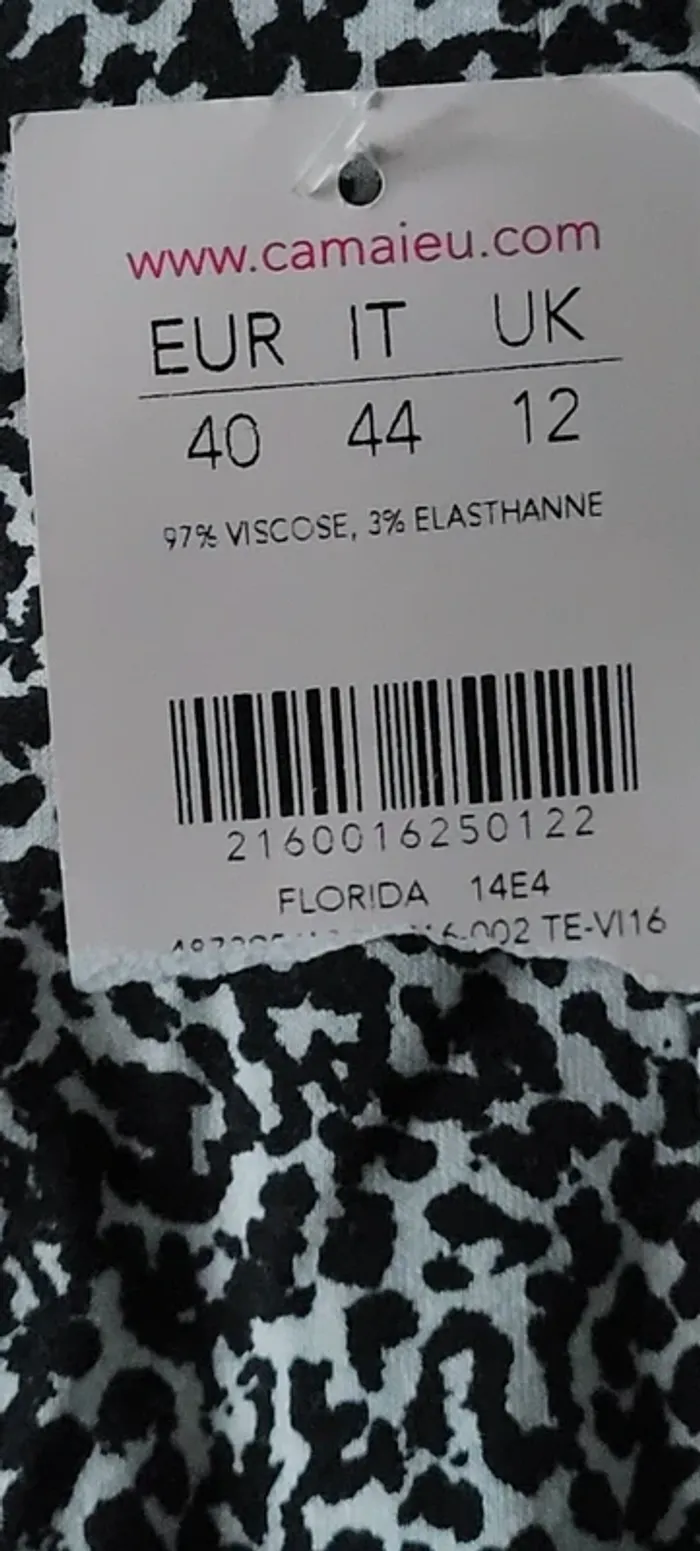 www.camaieu.com
EUR IT UK
40 44 12
97% VISCOSE, 3% ELASTHANNE
2160016250122
FLORIDA 14E4
TE-VI16